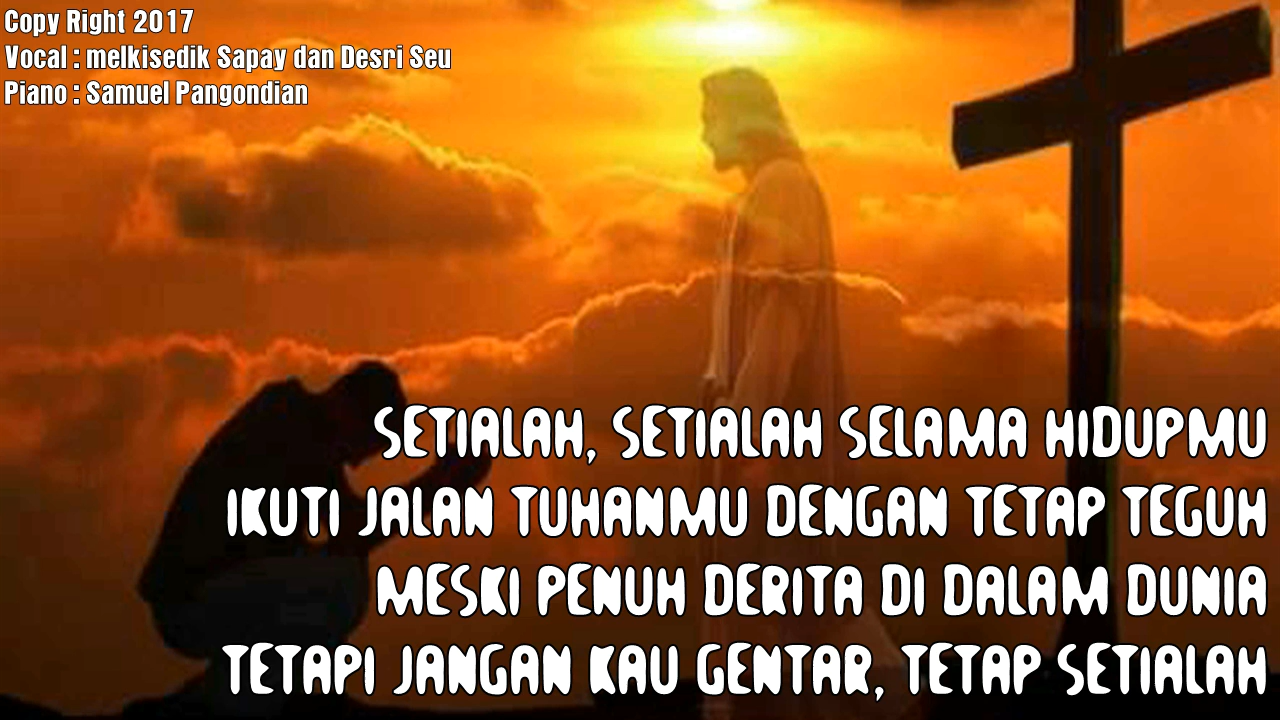 Copy Right 2017
Vocal : melkisedik Sapay dan Desri Seu
Piano : Samuel Pangondian
SETIALAH, SETIALAH SELAMA HIDUPMU
IKUTI JALAN TUHANMU DENGAN TETAP TEGUH
MESKI PENUH DERITA DI DALAM DUNIA
TETAPI JANGAN KAU GENTAR, TETAP SETIALAH